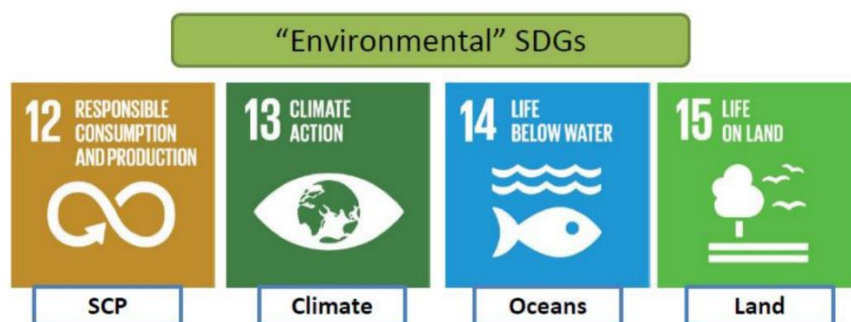 “Environmental” SDGs
12 RESPONSIBLE
CONSUMPTION
AND PRODUCTION
13 CLIMATE
ACTION
14 LIFE
BELOW WATER
15 LIFE
ON LAND
SCP
Climate
Oceans
Land